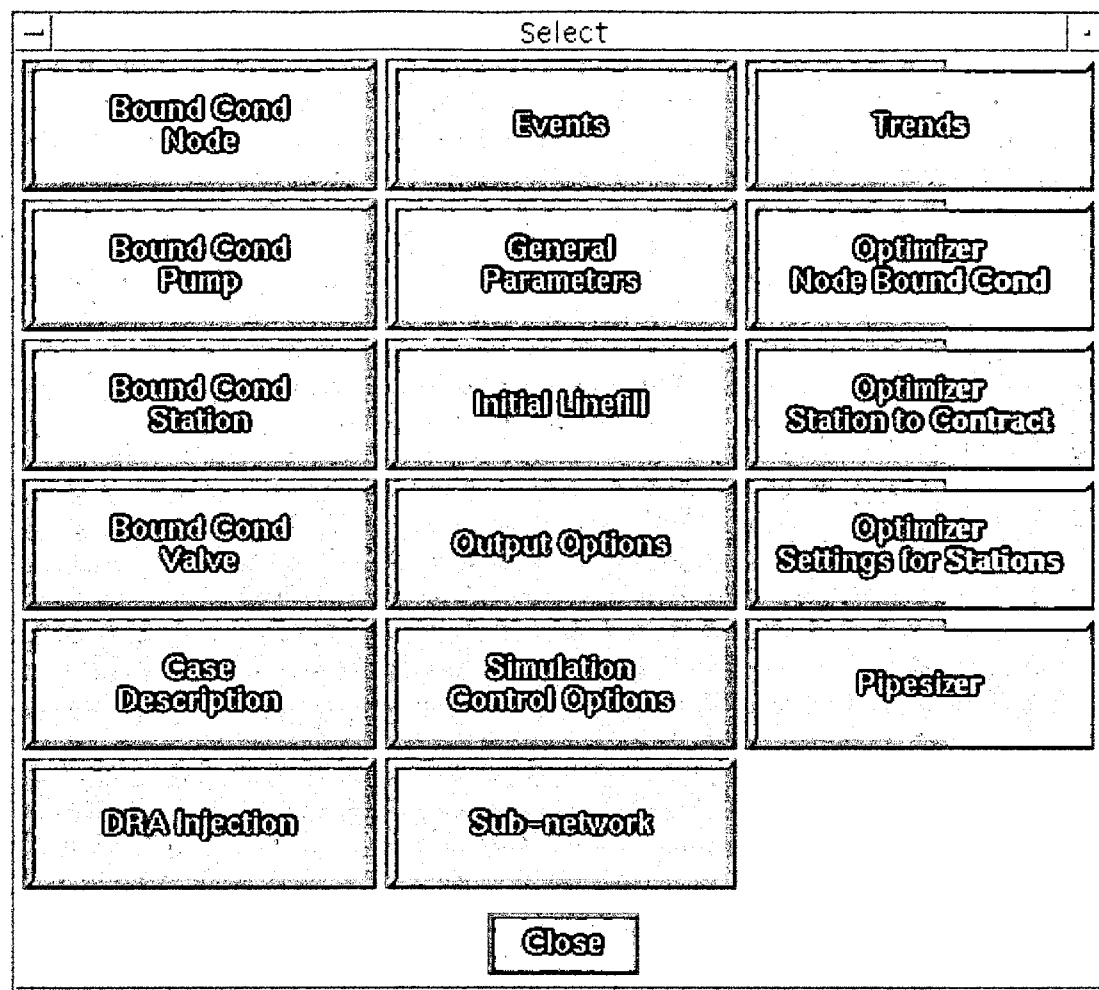 Select
Bound Cond
Node
Events
Trends
Bound Cond
Pump
General
Parameters
Optimizer
Node Bound Cond
Bound Cond
Station
Initial Linefill
Optimizer
Station to Contract
Bound Cond
Valve
Output Options
Optimizer
Settings for Stations
Case
Description
Simulation
Control Options
Pipesizer
DRA Injection
Sub-network
Close